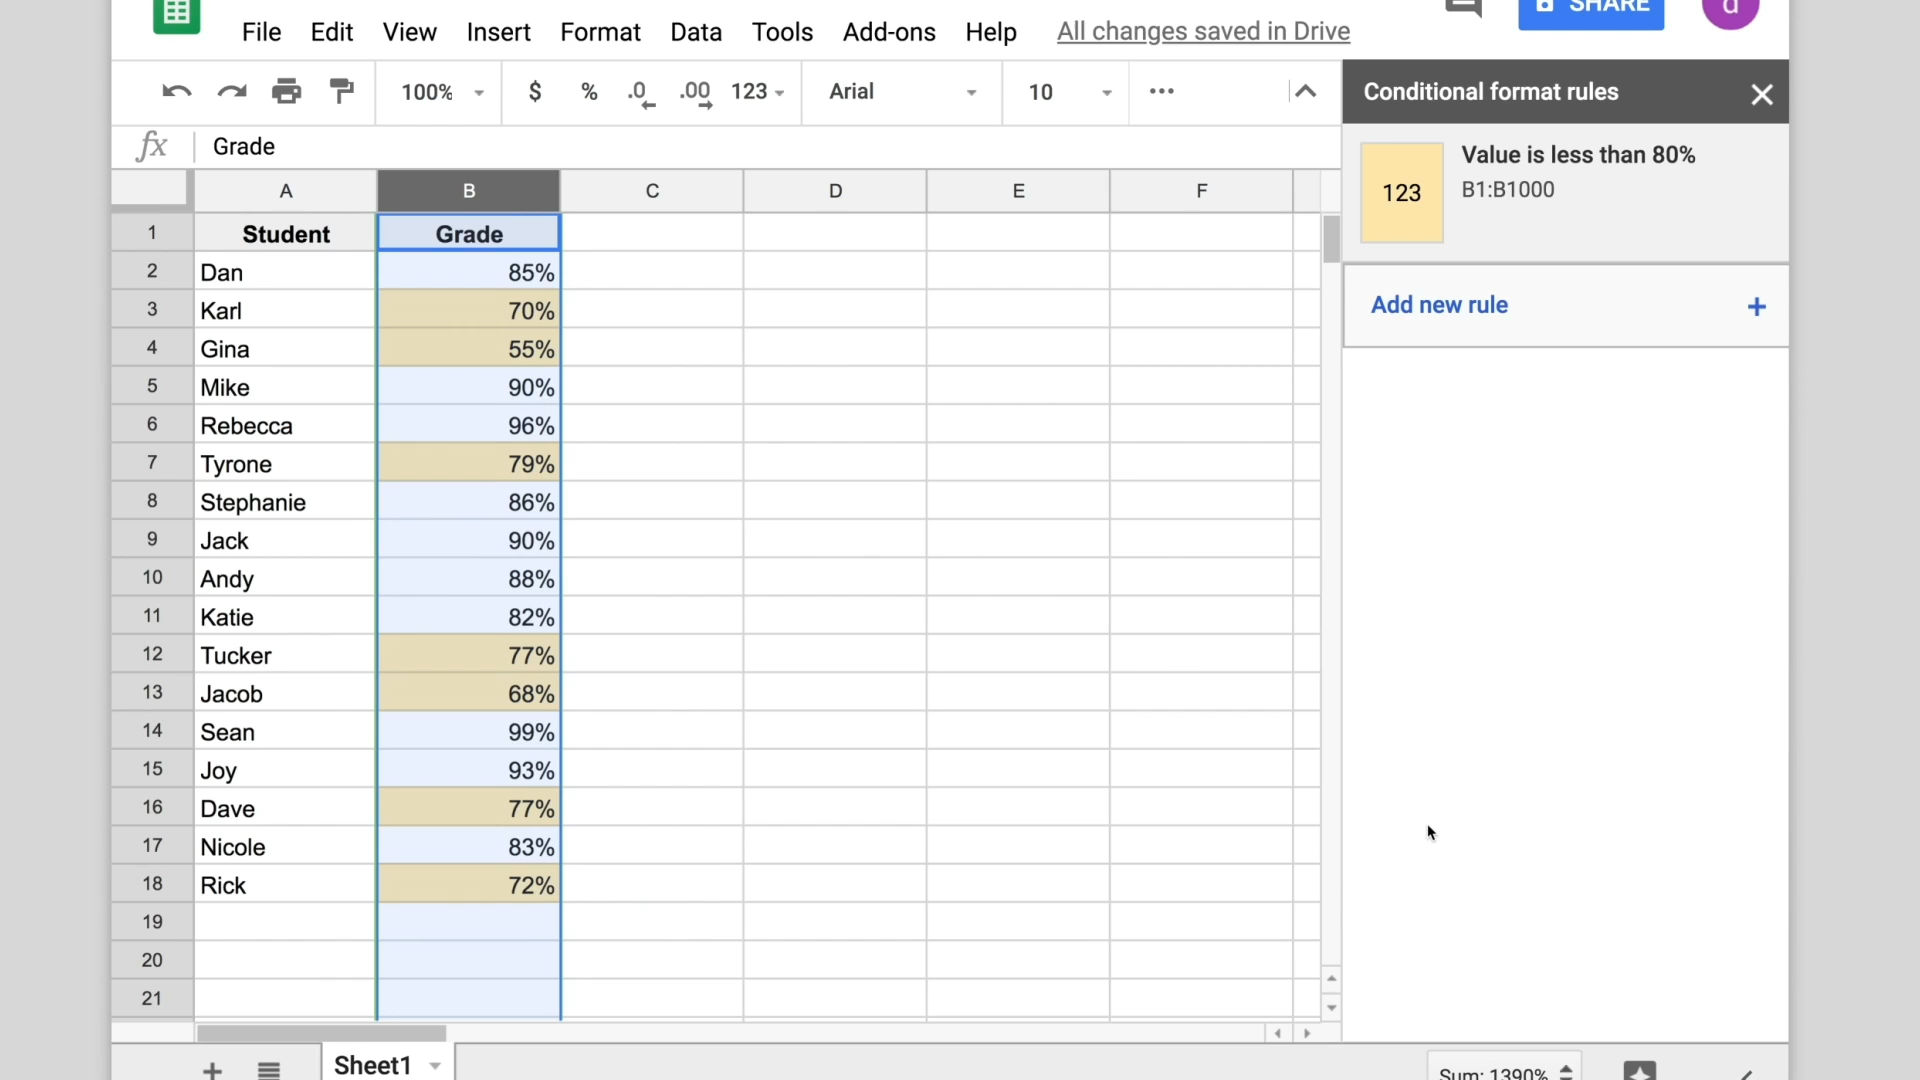 SHARE
d
File Edit View Insert Format Data Tools Add-ons Help All changes saved in Drive
100% $ % .0 .00 123 Arial 10
Conditional format rules
fx Grade
123
Value is less than 80%
B1:B1000
Add new rule +
A B C D E F
1 Student Grade
2 Dan 85%
3 Karl 70%
4 Gina 55%
5 Mike 90%
6 Rebecca 96%
7 Tyrone 79%
8 Stephanie 86%
9 Jack 90%
10 Andy 88%
11 Katie 82%
12 Tucker 77%
13 Jacob 68%
14 Sean 99%
15 Joy 93%
16 Dave 77%
17 Nicole 83%
18 Rick 72%
19
20
21
Sheet1
Sum: 1390%